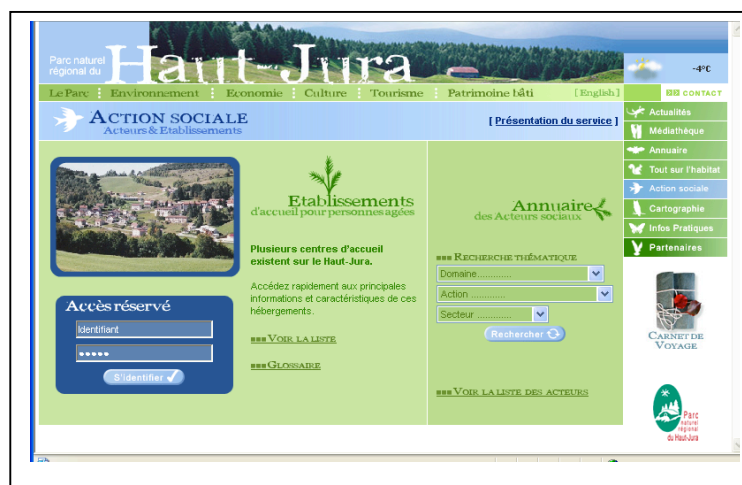 Parc naturel
régional du
Haut-Jura
-4°C
Le Parc Environnement Economie Culture Tourisme Patrimoine bâti [English]
CONTACT
ACTION SOCIALE
Acteurs & Etablissements
[ Présentation du service ]
Actualités
Médiathèque
Annuaire
Tout sur l'habitat
Action sociale
Cartographie
Infos Pratiques
Partenaires
Etablissements
d'accueil pour personnes agées
Plusieurs centres d'accueil
existent sur le Haut-Jura.
Accédez rapidement aux principales
informations et caractéristiques de ces
hébergements.
VOIR LA LISTE
GLOSSAIRE
Accès réservé
Identifiant
•••••
S'identifier
Annuaire
des Acteurs sociaux
RECHERCHE THÉMATIQUE
Domaine.............
Action .............
Secteur .............
Rechercher
VOIR LA LISTE DES ACTEURS
CARNET DE
VOYAGE
Parc
naturel
régional
du Haut-Jura